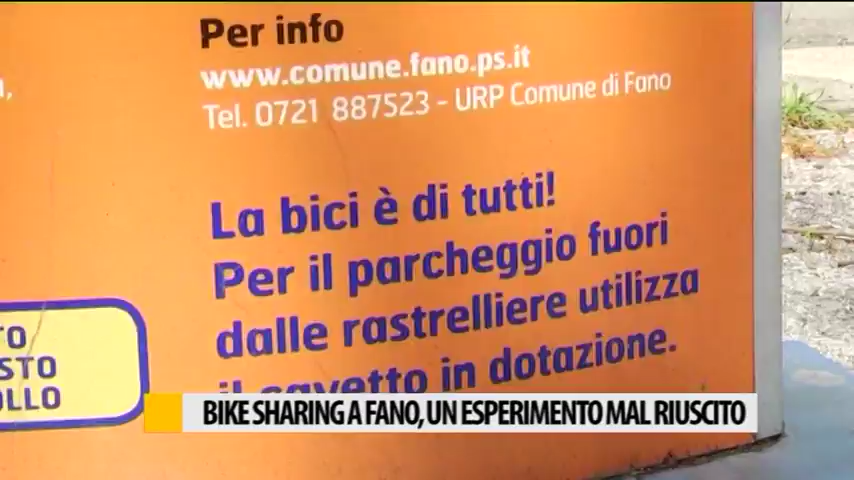 Per info
www.comune.fano.ps.it
Tel. 0721 887523 - URP Comune di Fano
La bici è di tutti!
Per il parcheggio fuori
dalle rastrelliere utilizza
il cavetto in dotazione.
BIKE SHARING A FANO, UN ESPERIMENTO MAL RIUSCITO